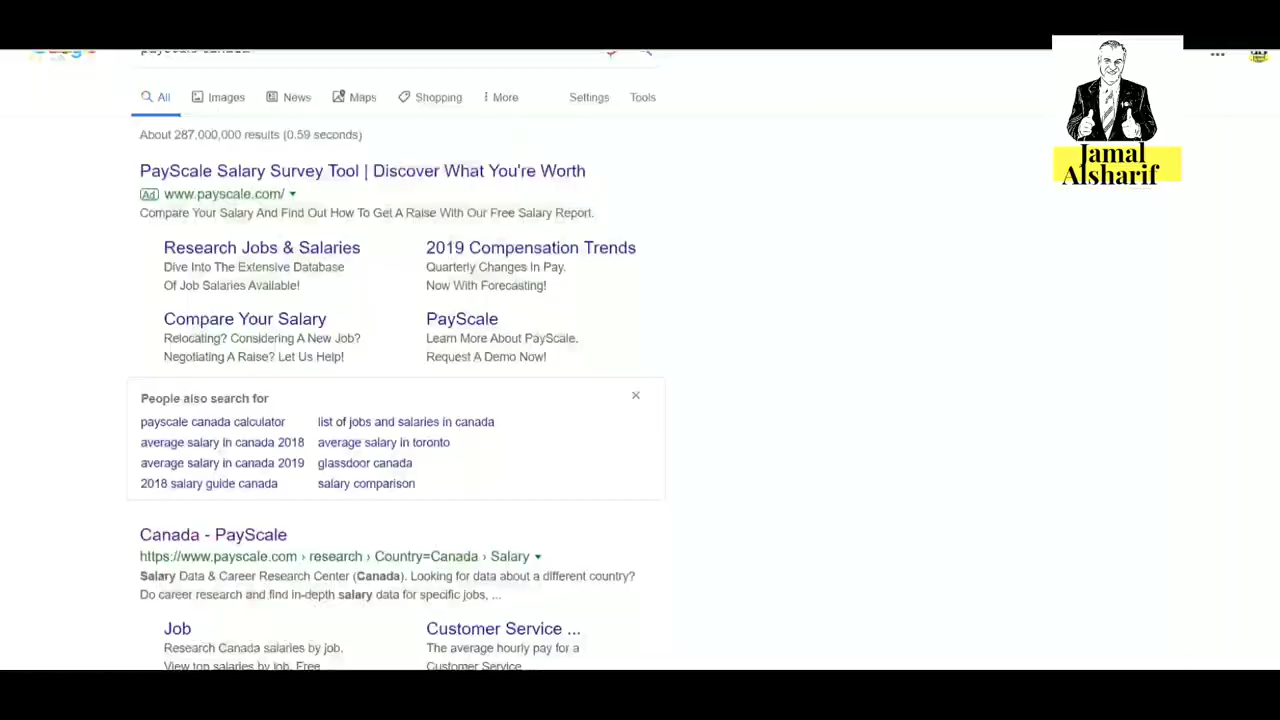 All Images News Maps Shopping More Settings Tools
About 287,000,000 results (0.59 seconds)
PayScale Salary Survey Tool | Discover What You're Worth
Ad www.payscale.com/
Compare Your Salary And Find Out How To Get A Raise With Our Free Salary Report.
Research Jobs & Salaries
Dive Into The Extensive Database
Of Job Salaries Available!
2019 Compensation Trends
Quarterly Changes In Pay.
Now With Forecasting!
Compare Your Salary
Relocating? Considering A New Job?
Negotiating A Raise? Let Us Help!
PayScale
Learn More About PayScale.
Request A Demo Now!
People also search for
payscale canada calculator
list of jobs and salaries in canada
average salary in canada 2018
average salary in toronto
average salary in canada 2019
glassdoor canada
2018 salary guide canada
salary comparison
Canada - PayScale
https://www.payscale.com › research › Country=Canada › Salary
Salary Data & Career Research Center (Canada). Looking for data about a different country?
Do career research and find in-depth salary data for specific jobs, ...
Job
Research Canada salaries by job.
View top salaries by job. Free
Customer Service ...
The average hourly pay for a
Customer Service
Jamal
Alsharif